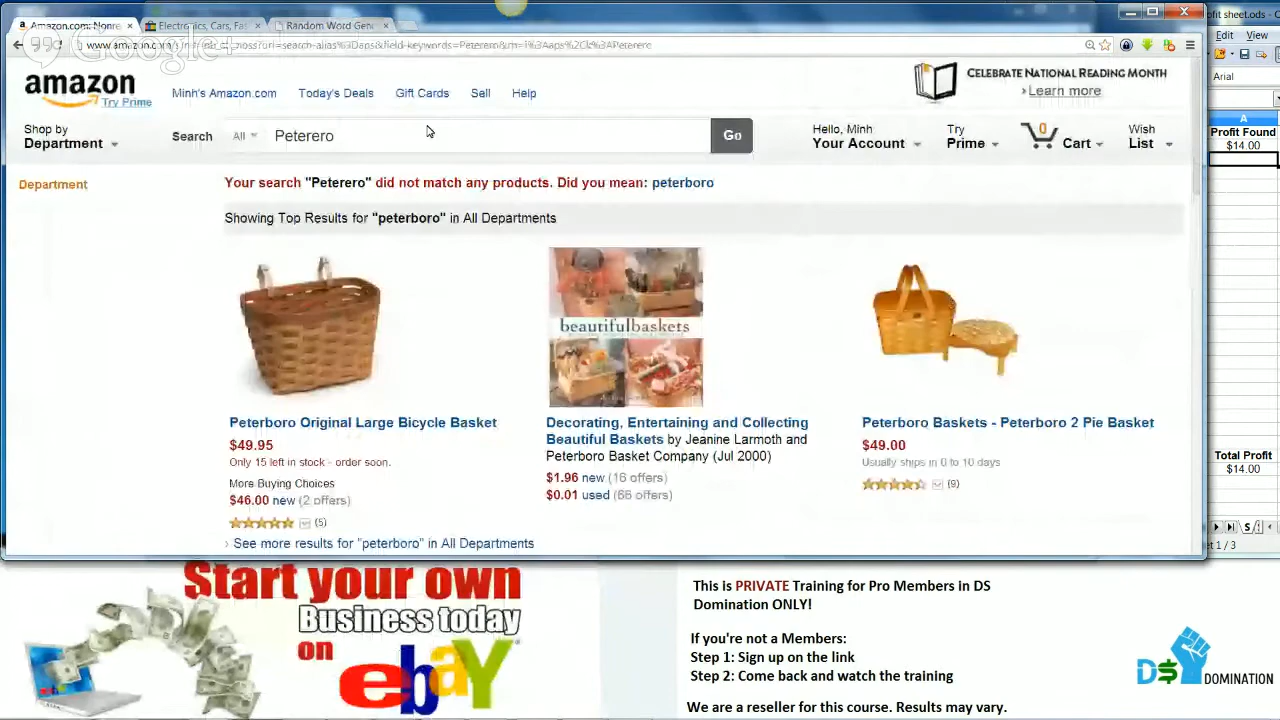 Amazon.com: Nonre
Electronics, Cars, Fa
Random Word Gene
Google+
amazon
Try Prime
Minh's Amazon.com
Today's Deals
Gift Cards
Sell
Help
CELEBRATE NATIONAL READING MONTH
›Learn more
Shop by
Department
Search
All
Peterero
Go
Hello, Minh
Your Account
Try
Prime
0
Cart
Wish
List
Department
Your search "Peterero" did not match any products. Did you mean: peterboro
Showing Top Results for "peterboro" in All Departments
beautifulbaskets
Peterboro Original Large Bicycle Basket
$49.95
Only 15 left in stock - order soon.
More Buying Choices
$46.00 new (2 offers)
(5)
Decorating, Entertaining and Collecting
Beautiful Baskets by Jeanine Larmoth and
Peterboro Basket Company (Jul 2000)
$1.96 new (16 offers)
$0.01 used (66 offers)
Peterboro Baskets - Peterboro 2 Pie Basket
$49.00
Usually ships in 0 to 10 days
(9)
› See more results for "peterboro" in All Departments
ofit sheet.ods - O
Edit View
Arial
A
Profit Found
$14.00
Total Profit
$14.00
et 1 / 3
Start your own
Business today
on
ebay
This is PRIVATE Training for Pro Members in DS
Domination ONLY!
If you're not a Members:
Step 1: Sign up on the link
Step 2: Come back and watch the training
We are a reseller for this course. Results may vary.
D$ DOMINATION